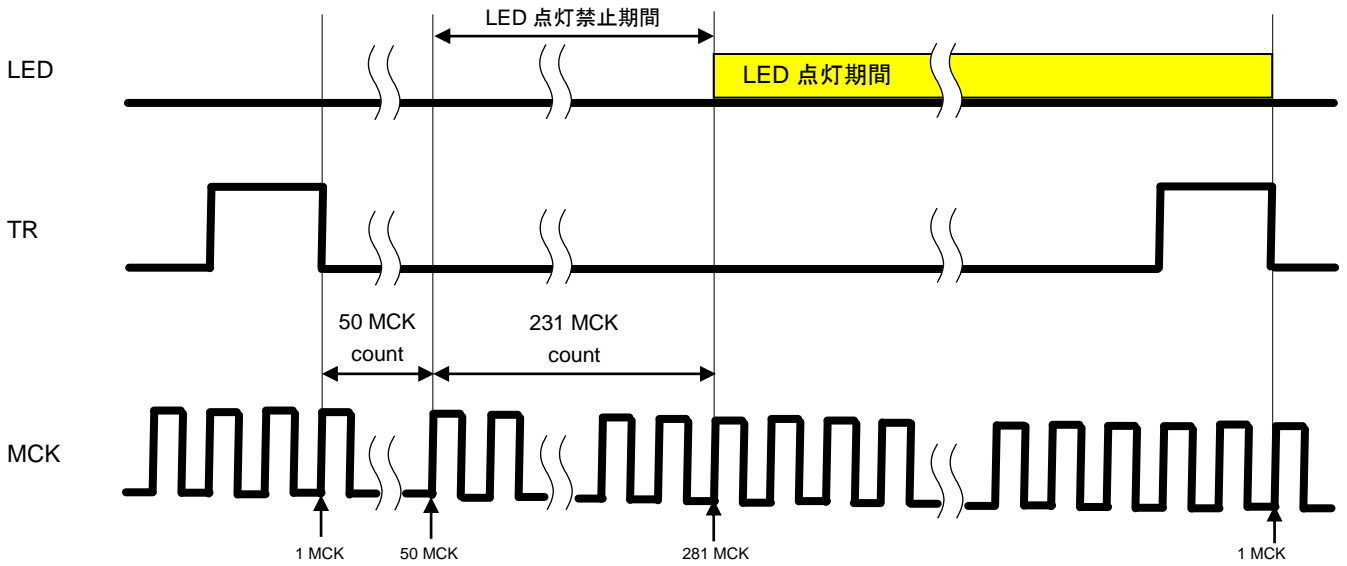 LED 点灯禁止期間
LED
LED 点灯期間
TR
50 MCK
count
231 MCK
count
MCK
1 MCK
50 MCK
281 MCK
1 MCK